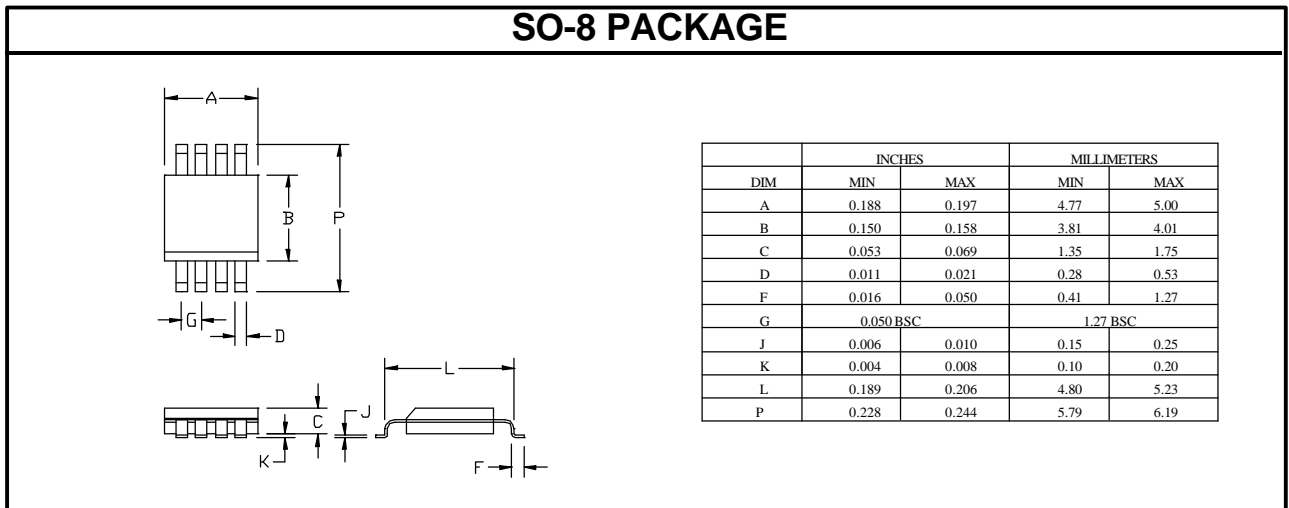 SO-8 PACKAGE
A
B
P
G
D
L
J
C
K
F
INCHES MILLIMETERS
DIM MIN MAX MIN MAX
A 0.188 0.197 4.77 5.00
B 0.150 0.158 3.81 4.01
C 0.053 0.069 1.35 1.75
D 0.011 0.021 0.28 0.53
F 0.016 0.050 0.41 1.27
G 0.050 BSC 1.27 BSC
J 0.006 0.010 0.15 0.25
K 0.004 0.008 0.10 0.20
L 0.189 0.206 4.80 5.23
P 0.228 0.244 5.79 6.19